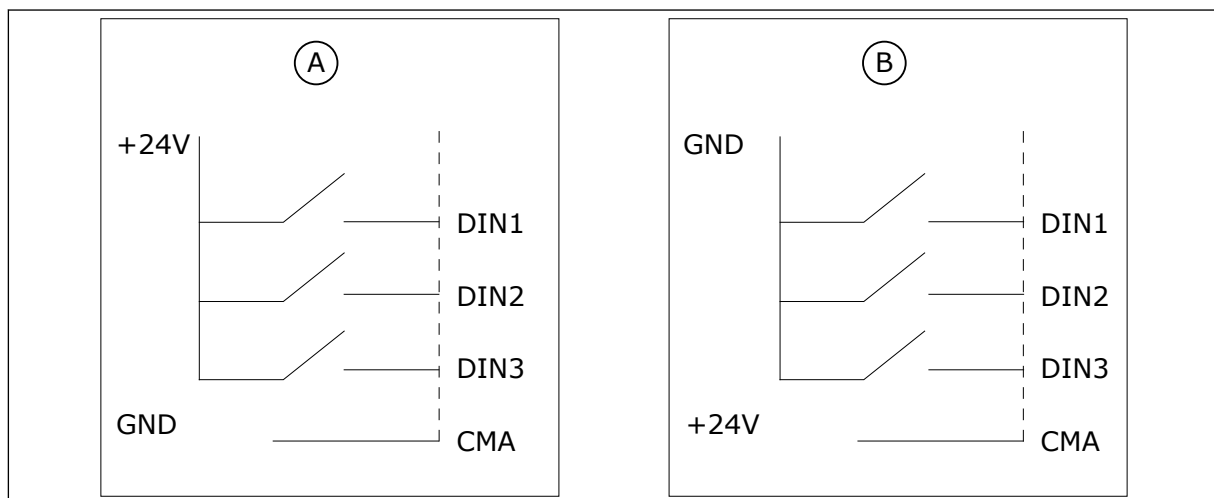 A
+24V
DIN1
DIN2
DIN3
GND
CMA
B
GND
DIN1
DIN2
DIN3
+24V
CMA